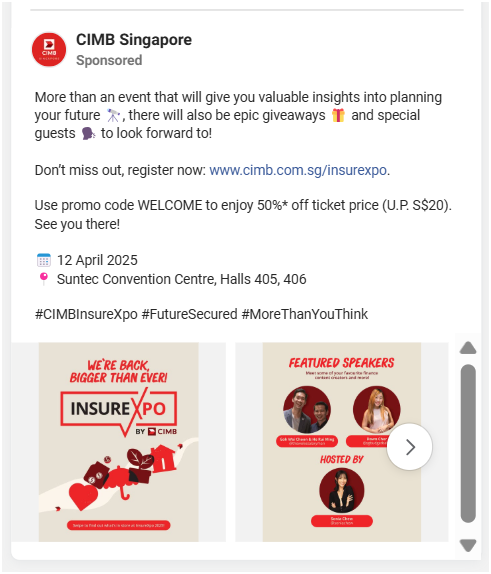 CIMB Singapore
Sponsored
More than an event that will give you valuable insights into planning
your future 🔭, there will also be epic giveaways 🎁 and special
guests 🗣 to look forward to!
Don't miss out, register now: www.cimb.com.sg/insurexpo.
Use promo code WELCOME to enjoy 50%* off ticket price (U.P. S$20).
See you there!
📅 12 April 2025
📍 Suntec Convention Centre, Halls 405, 406
#CIMBInsureXpo #FutureSecured #MoreThanYouThink
WE'RE BACK,
BIGGER THAN EVER!
INSUREXPO
BY CIMB
FEATURED SPEAKERS
Meet some of your favourite finance
content creators and more!
HOSTED BY